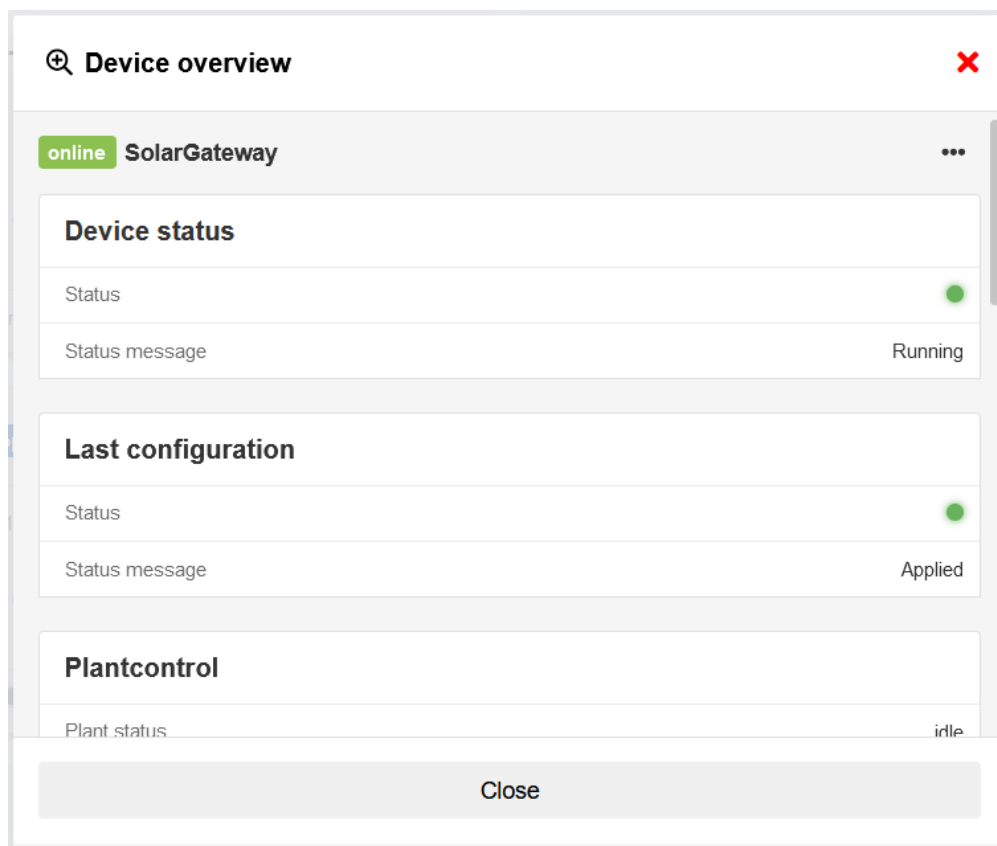 Device overview
online SolarGateway
Device status
Status
Status message Running
Last configuration
Status
Status message Applied
Plantcontrol
Plant status idle
Close